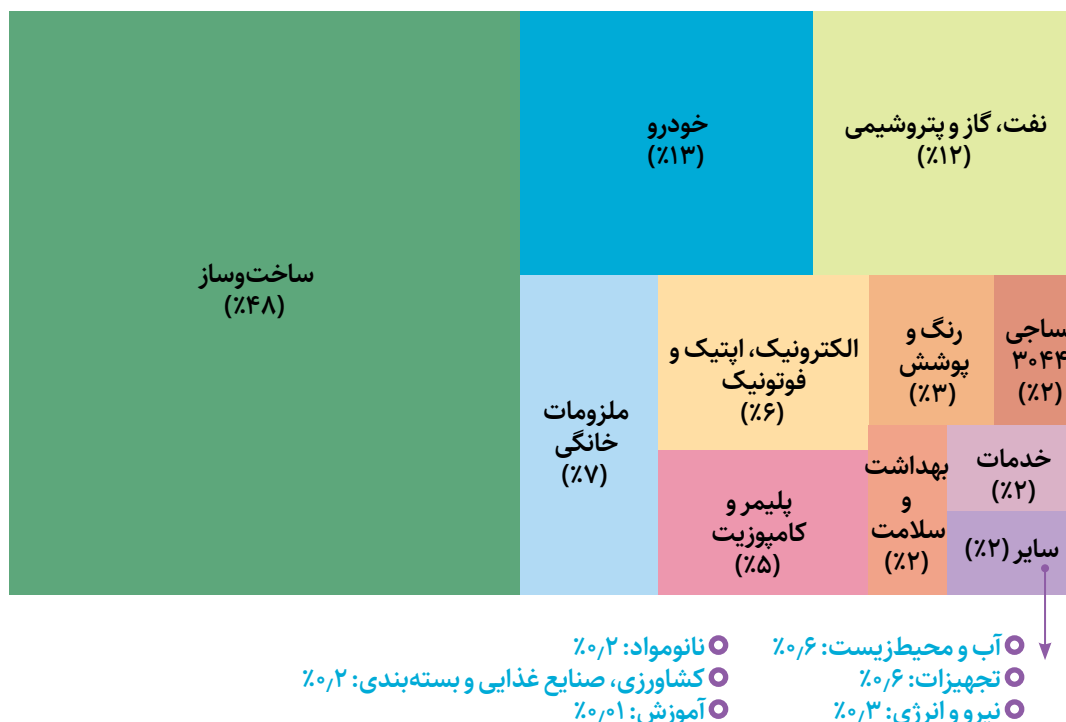 نفت، گاز و پتروشیمی
(٪۱۲)
خودرو
(٪۱۳)
ساخت‌وساز
(٪۴۸)
ساجی
۳۰۴۴
(٪۲)
رنگ و
پوشش
(٪۳)
الکترونیک، اپتیک و
فوتونیک
(٪۶)
ملزومات
خانگی
(٪۷)
خدمات
(٪۲)
بهداشت
و
سلامت
(٪۲)
پلیمر و
کامپوزیت
(٪۵)
سایر (٪۲)
آب و محیط‌زیست: ۰٫۶٪
تجهیزات: ۰٫۶٪
نیرو و انرژی: ۰٫۳٪
نانومواد: ۰٫۲٪
کشاورزی، صنایع غذایی و بسته‌بندی: ۰٫۲٪
آموزش: ۰٫۰۱٪